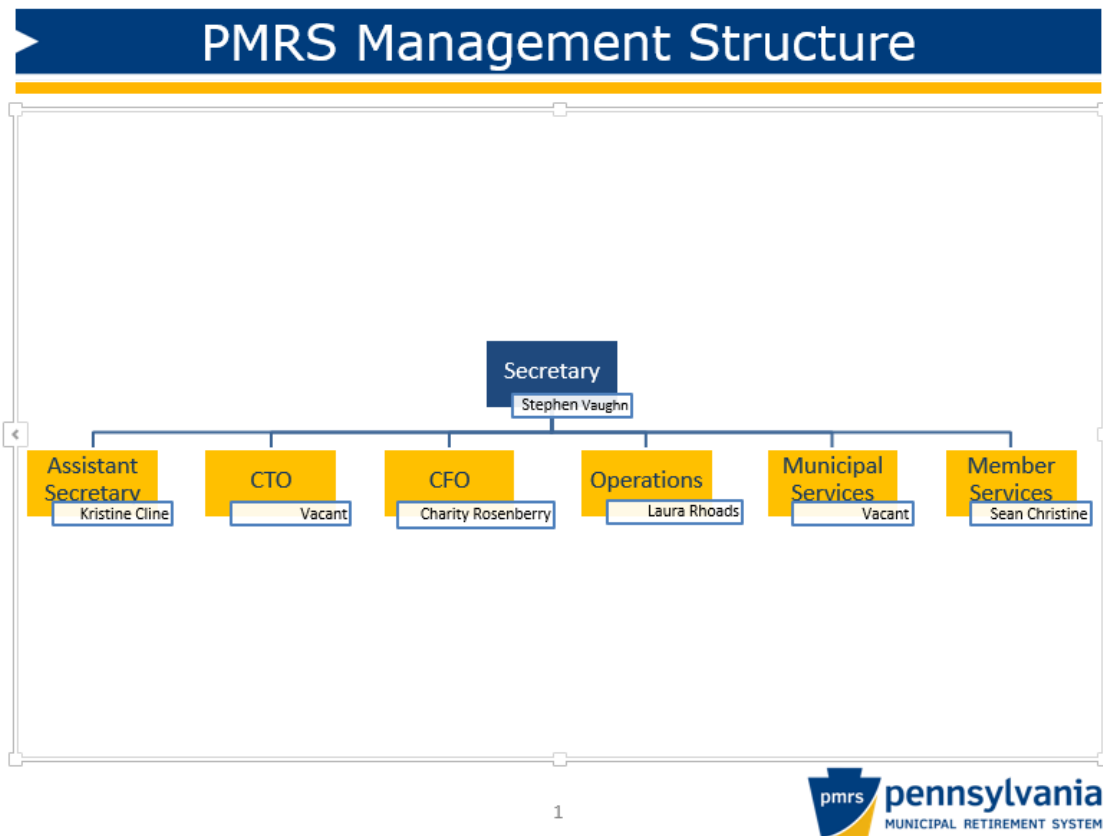 PMRS Management Structure
Secretary
Stephen Vaughn
Assistant
Secretary
Kristine Cline
CTO
Vacant
CFO
Charity Rosenberry
Operations
Laura Rhoads
Municipal
Services
Vacant
Member
Services
Sean Christine
1
pmrs
pennsylvania
MUNICIPAL RETIREMENT SYSTEM